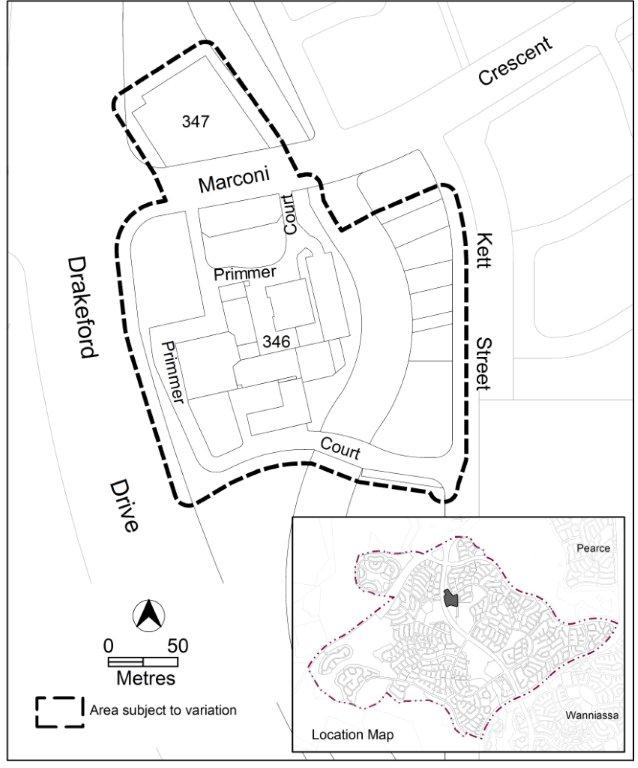 Crescent
347
Marconi
Court
Kett
Primmer
Drakeford
346
Street
Primmer
Court
Drive
0 50
Metres
Area subject to variation
Pearce
Wanniassa
Location Map